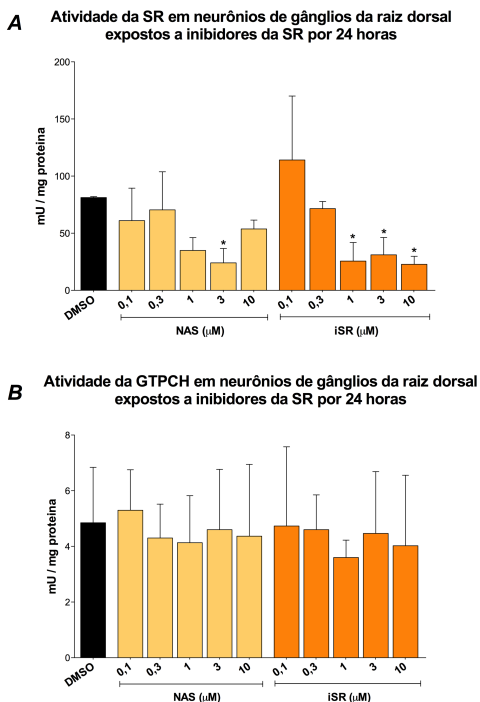 A
Atividade da SR em neurônios de gânglios da raiz dorsal
expostos a inibidores da SR por 24 horas
mU / mg proteina
200
150
100
50
0
*
*
*
*
DMSO
0,1
0,3
1
3
10
0,1
0,3
1
3
10
NAS (μM)
iSR (μM)
B
Atividade da GTPCH em neurônios de gânglios da raiz dorsal
expostos a inibidores da SR por 24 horas
mU / mg proteina
8
6
4
2
0
DMSO
0,1
0,3
1
3
10
0,1
0,3
1
3
10
NAS (μM)
iSR (μM)